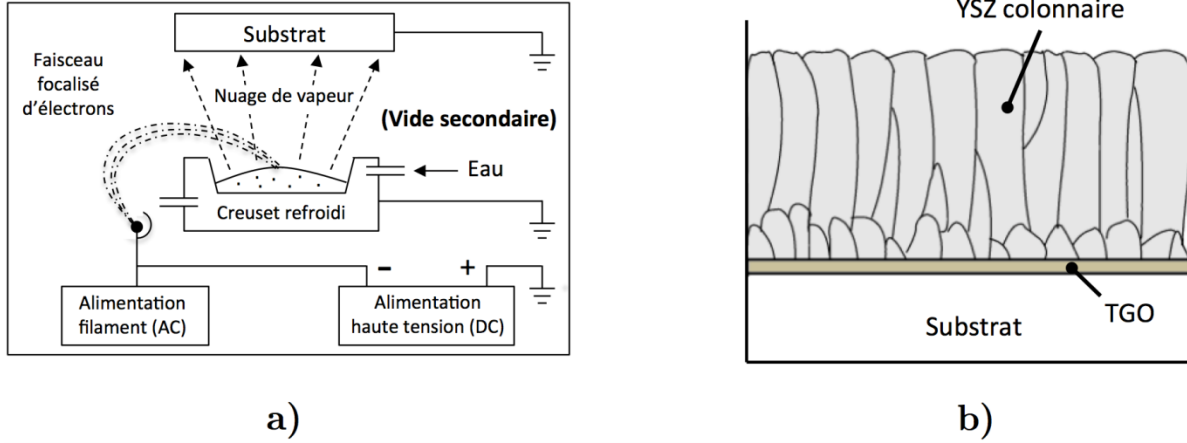 Substrat
Faisceau
focalisé
d'électrons
Nuage de vapeur
(Vide secondaire)
Eau
Creuset refroidi
−
+
Alimentation
filament (AC)
Alimentation
haute tension (DC)
a)
YSZ colonnaire
TGO
Substrat
b)